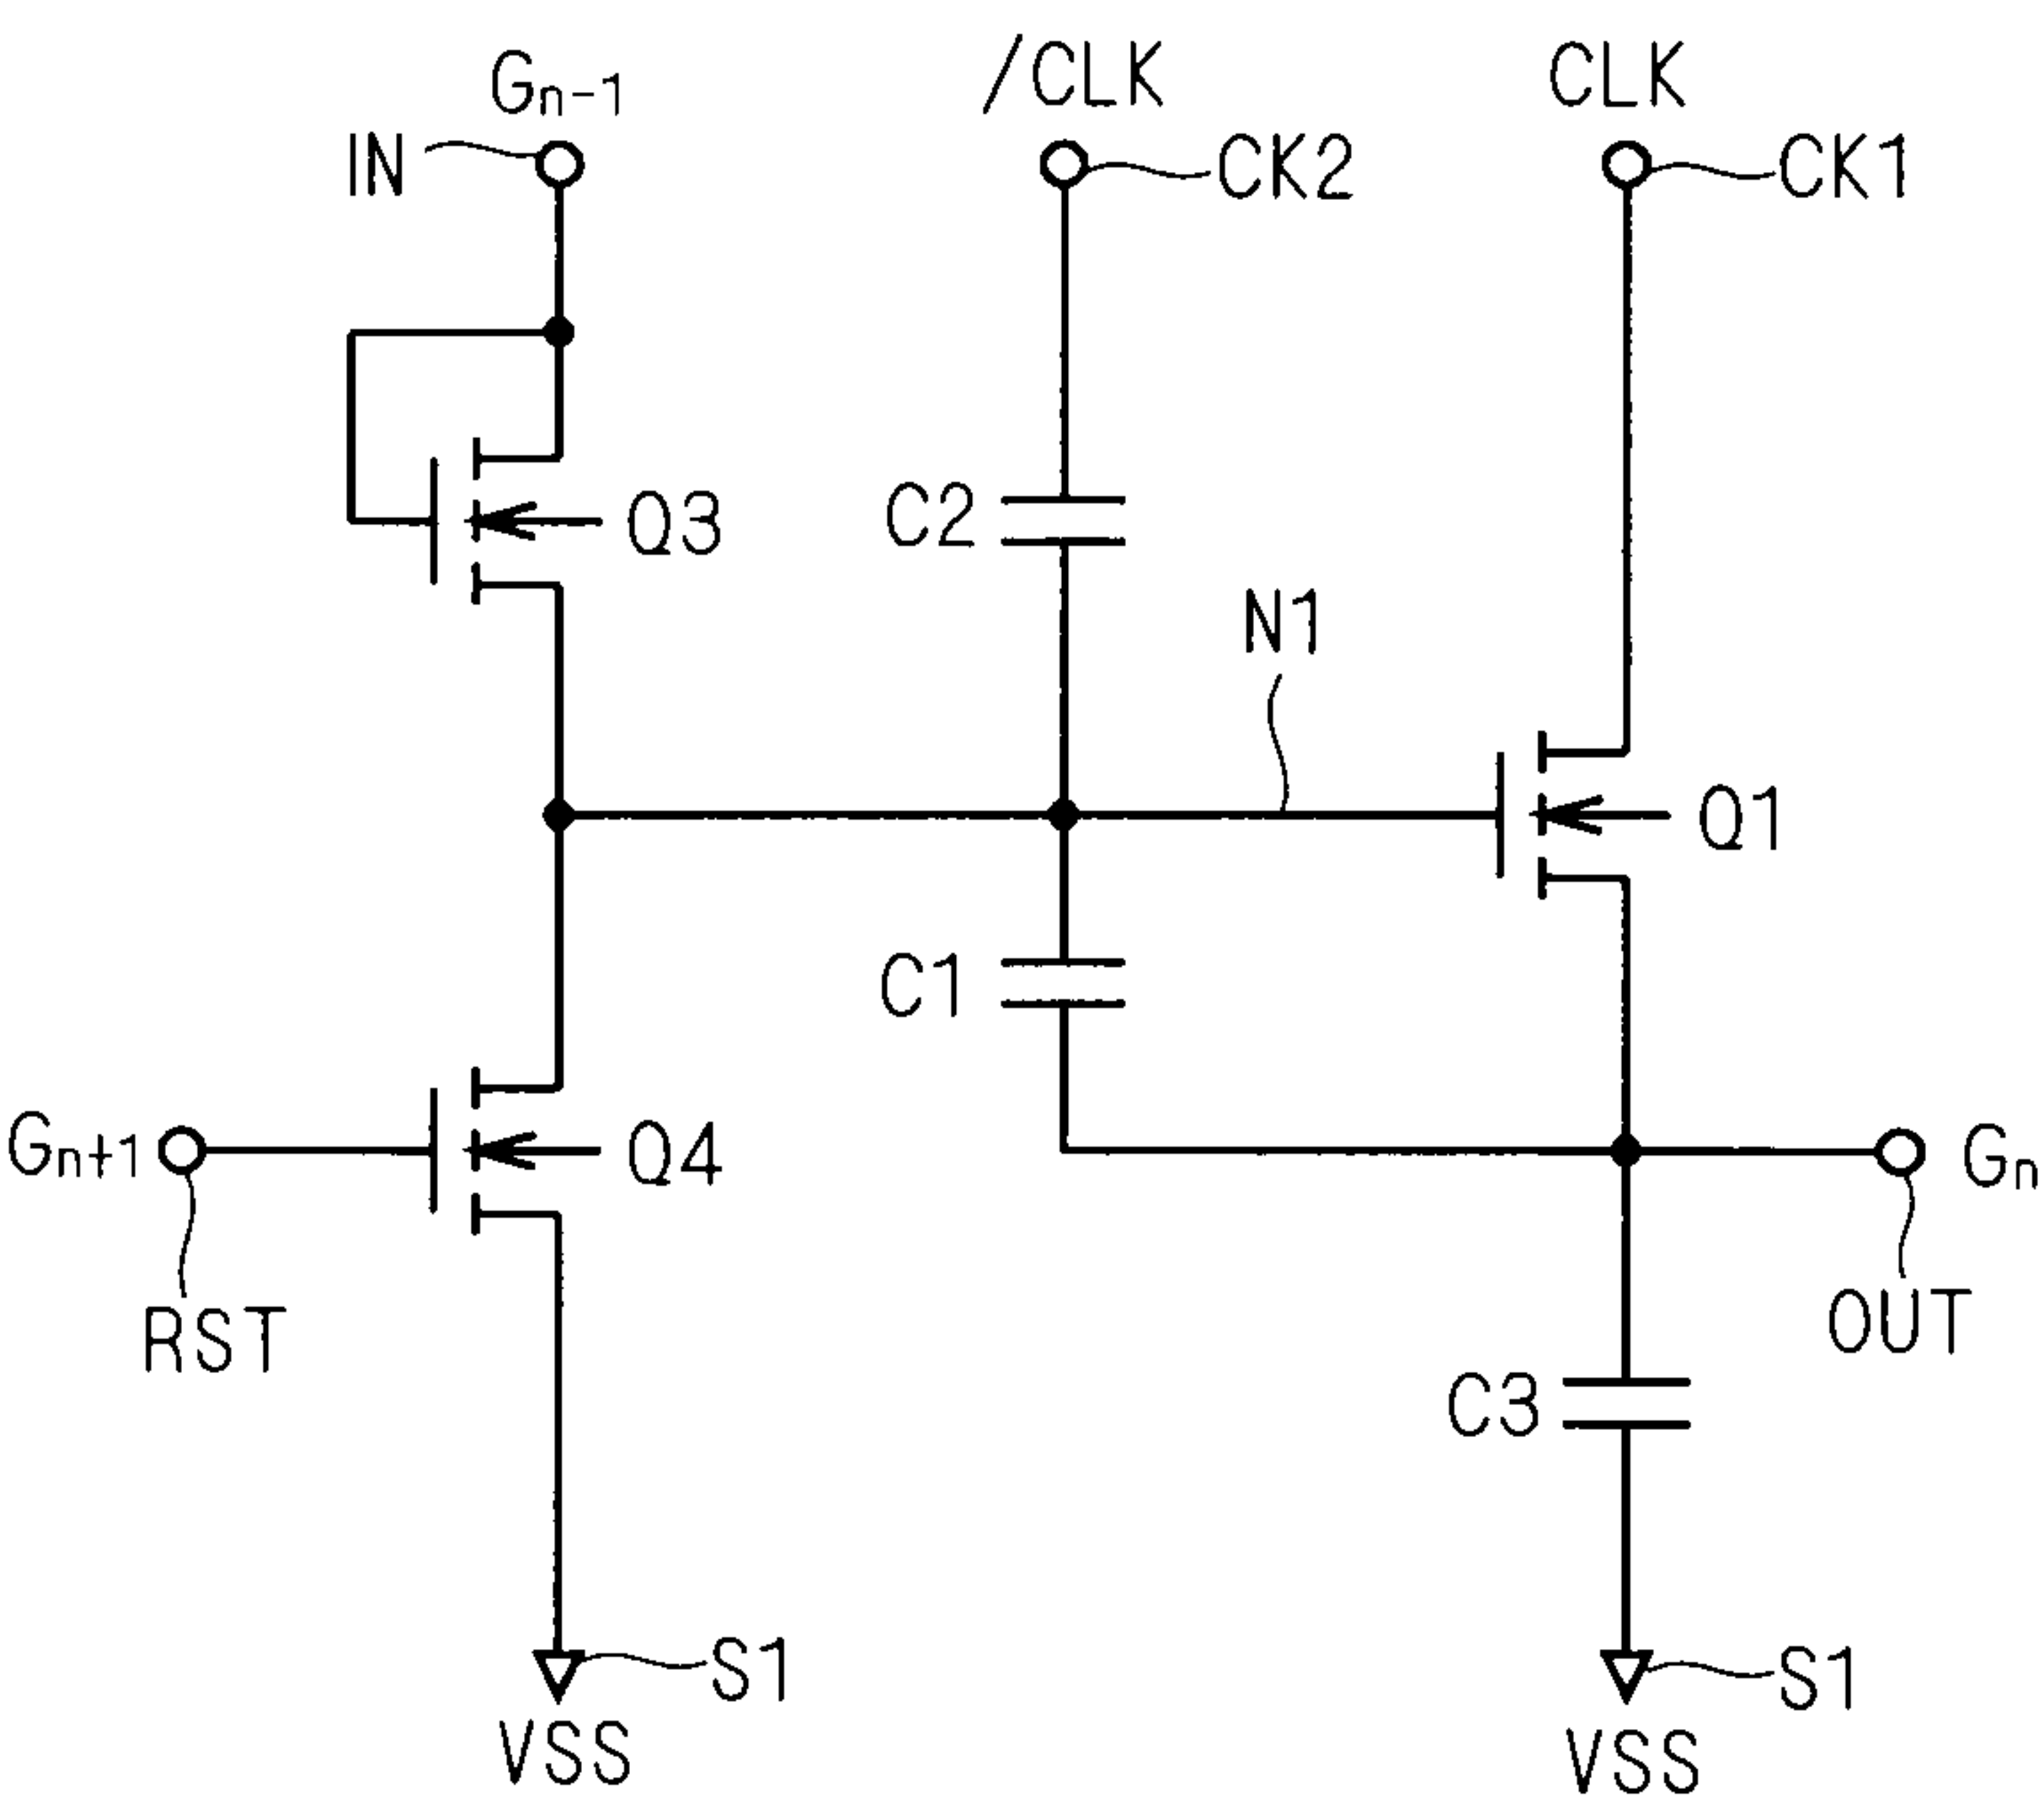 Gn-1
/CLK
CLK
IN
CK2
CK1
C2
Q3
N1
Q1
C1
Gn+1
Q4
Gn
RST
OUT
C3
S1
S1
VSS
VSS